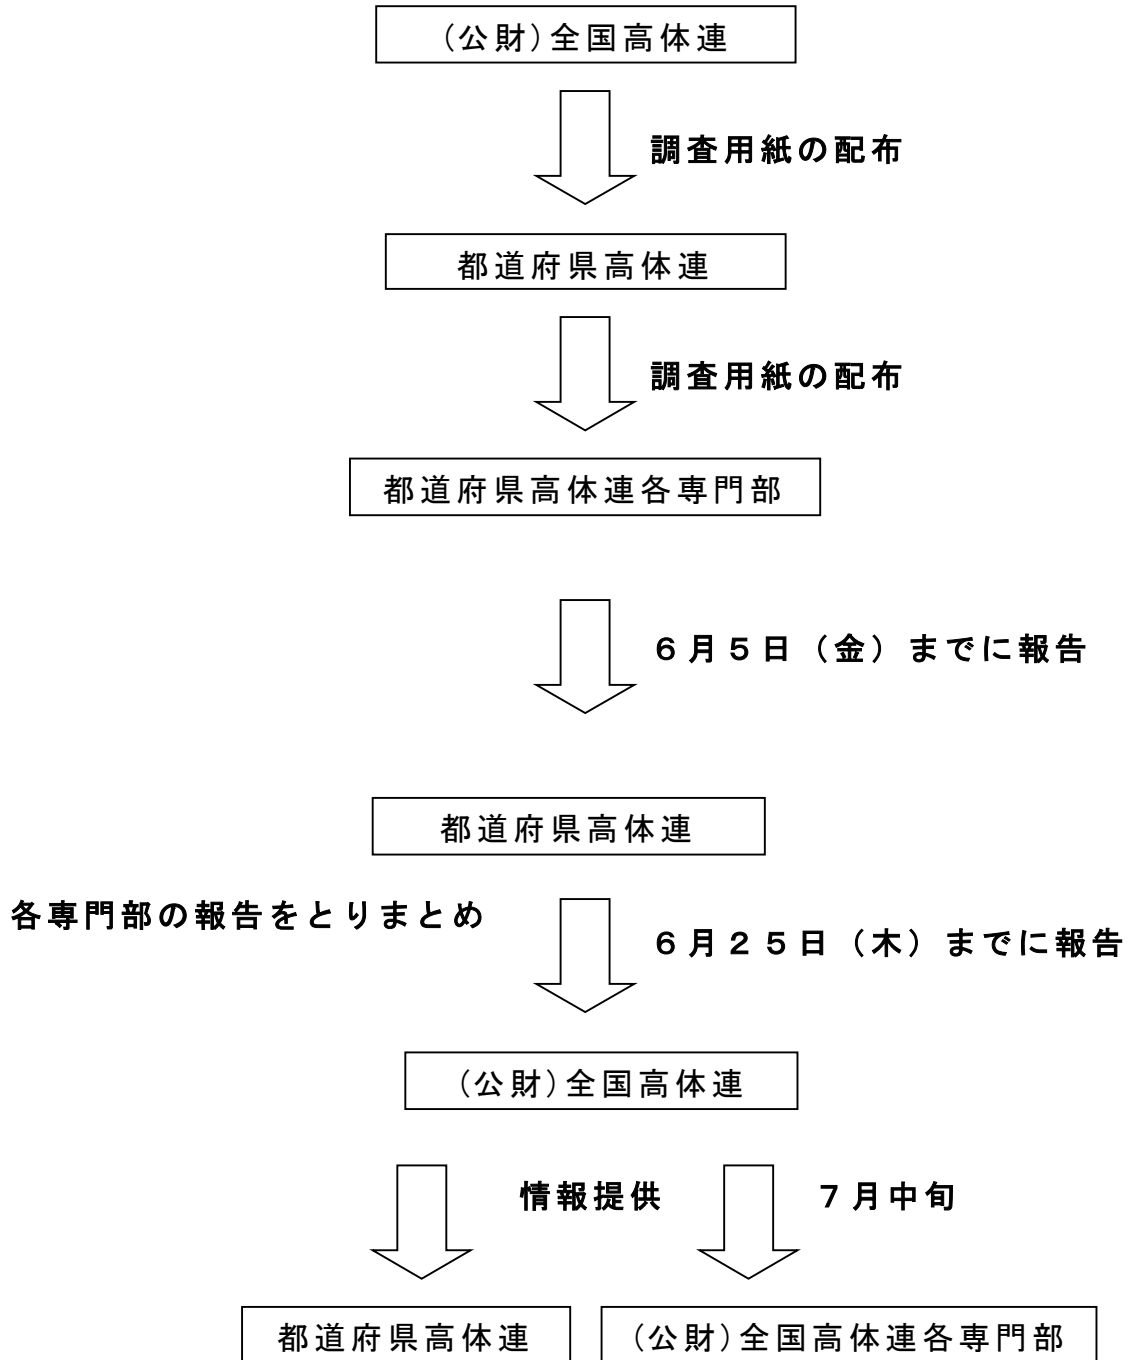 (公財)全国高体連
調査用紙の配布
都道府県高体連
調査用紙の配布
都道府県高体連各専門部
６月５日（金）までに報告
都道府県高体連
各専門部の報告をとりまとめ
６月２５日（木）までに報告
(公財)全国高体連
情報提供
７月中旬
都道府県高体連
(公財)全国高体連各専門部